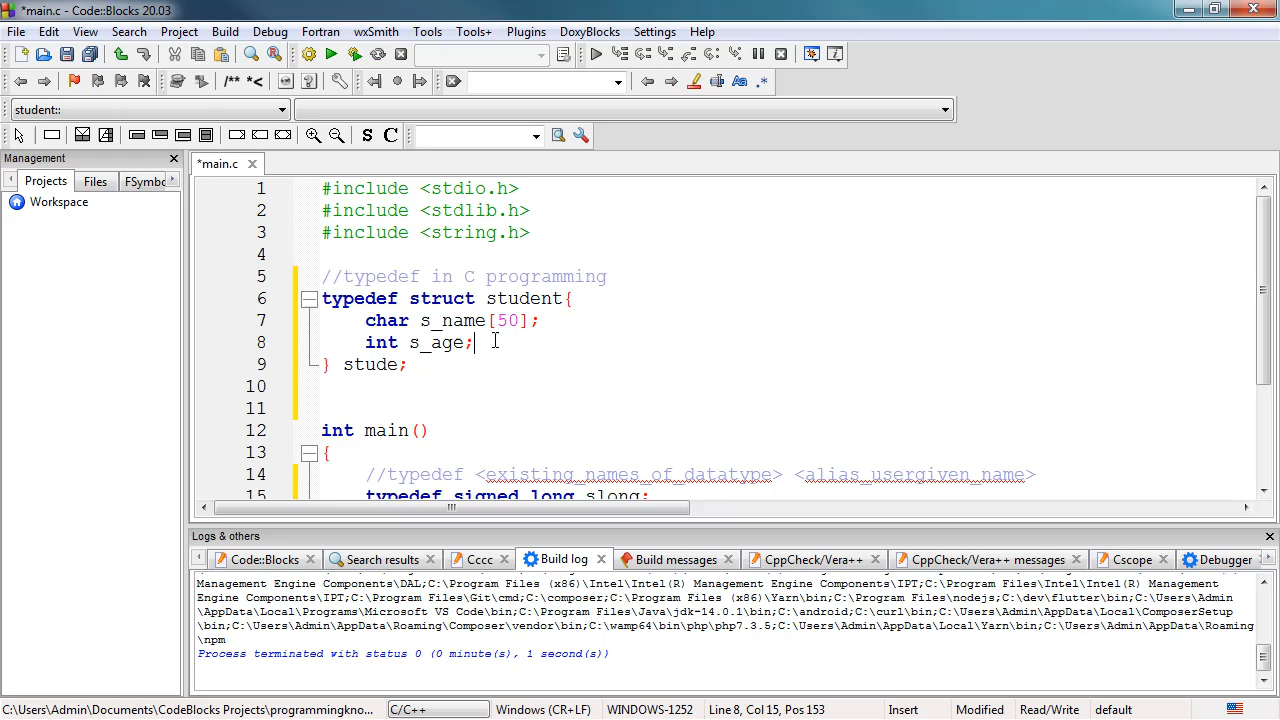 *main.c - Code::Blocks 20.03
File Edit View Search Project Build Debug Fortran wxSmith Tools Tools+ Plugins DoxyBlocks Settings Help
/** *<
student::
S C
Management
*main.c
Projects Files FSymbo
Workspace
1 #include <stdio.h>
2 #include <stdlib.h>
3 #include <string.h>
4
5 //typedef in C programming
6 typedef struct student{
7 char s_name[50];
8 int s_age;
9 } stude;
10
11
12 int main()
13 {
14 //typedef <existing_names_of_datatype> <alias_usergiven_name>
15 typedef signed long slong;
Logs & others
Code::Blocks Search results Cccc Build log Build messages CppCheck/Vera++ CppCheck/Vera++ messages Cscope Debugger
Management Engine Components\DAL;C:\Program Files (x86)\Intel\Intel(R) Management Engine Components\IPT;C:\Program Files\Intel\Intel(R) Management
Engine Components\IPT;C:\Program Files\Git\cmd;C:\composer;C:\Program Files (x86)\Yarn\bin;C:\Program Files\nodejs;C:\dev\flutter\bin;C:\Users\Admin
\AppData\Local\Programs\Microsoft VS Code\bin;C:\Program Files\Java\jdk-14.0.1\bin;C:\android;C:\curl\bin;C:\Users\Admin\AppData\Local\ComposerSetup
\bin;C:\Users\Admin\AppData\Roaming\Composer\vendor\bin;C:\wamp64\bin\php\php7.3.5;C:\Users\Admin\AppData\Local\Yarn\bin;C:\Users\Admin\AppData\Roaming
\npm
Process terminated with status 0 (0 minute(s), 1 second(s))
C:\Users\Admin\Documents\CodeBlocks Projects\programmingkno... C/C++ Windows (CR+LF) WINDOWS-1252 Line 8, Col 15, Pos 153 Insert Modified Read/Write default